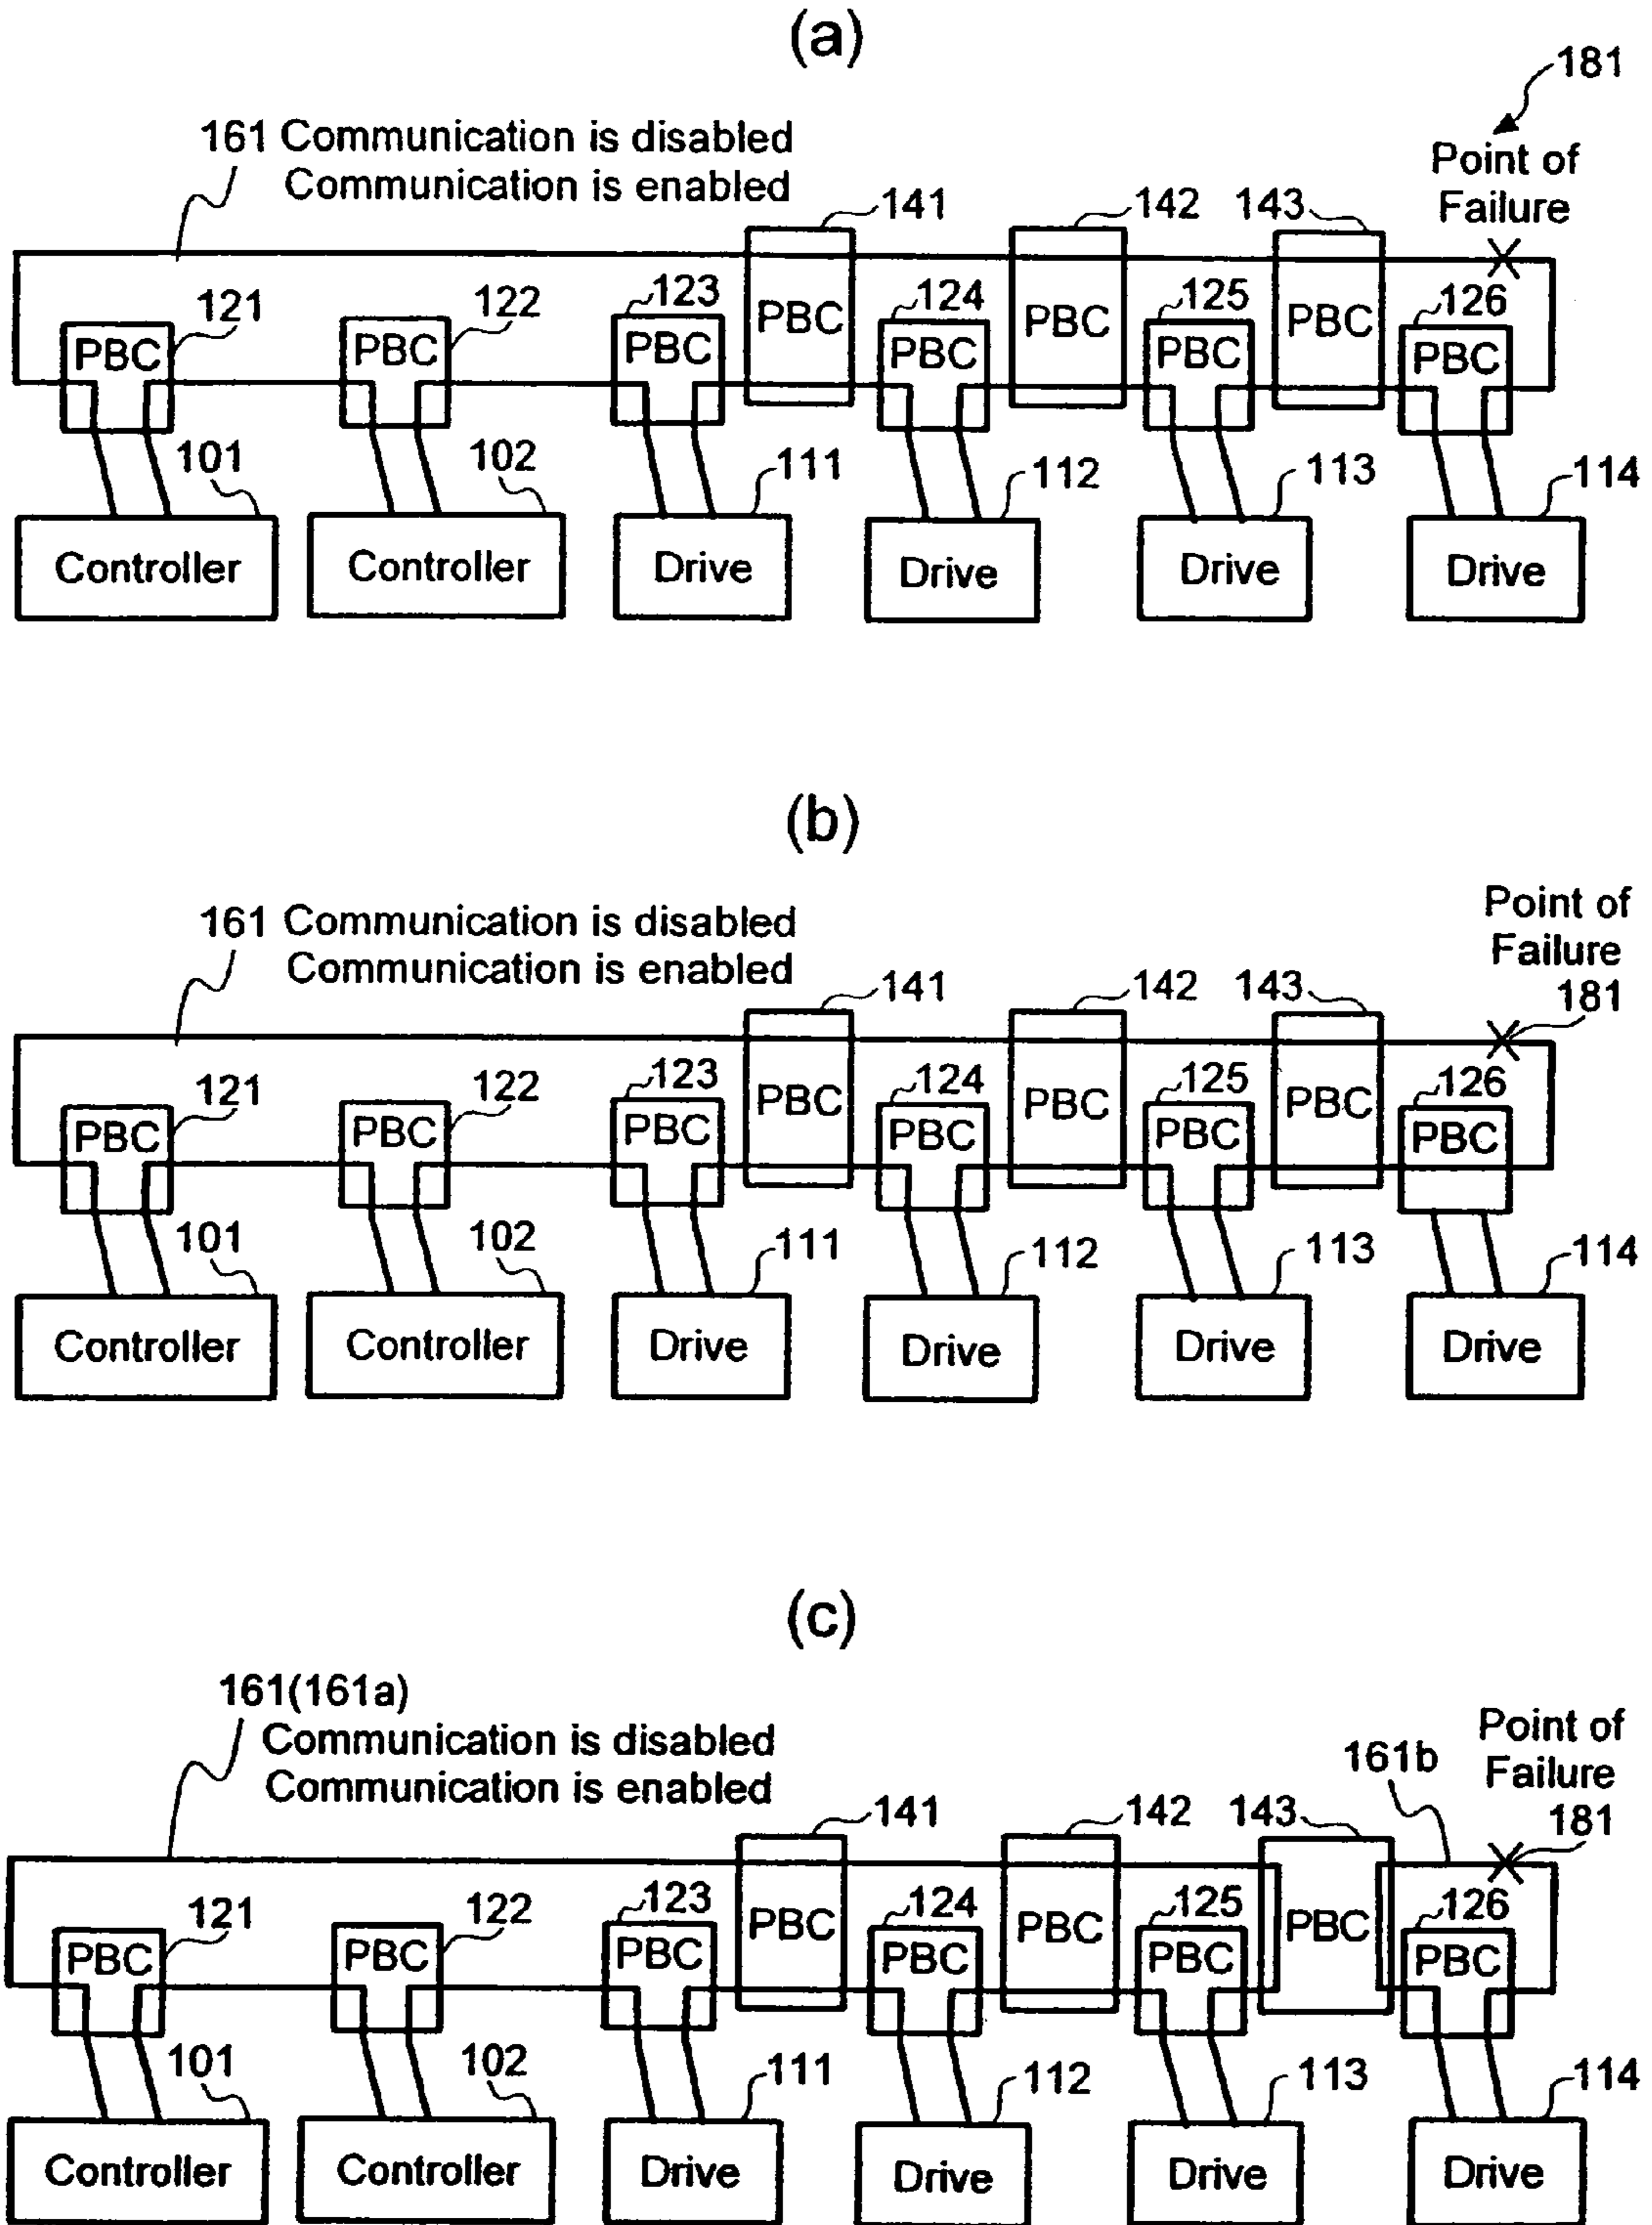 (a)
181
161 Communication is disabled
Communication is enabled
Point of
Failure
141
142
143
121
122
123
124
125
126
PBC
PBC
PBC
PBC
PBC
PBC
PBC
PBC
PBC
101
102
111
112
113
114
Controller
Controller
Drive
Drive
Drive
Drive
(b)
161 Communication is disabled
Communication is enabled
Point of
Failure
181
141
142
143
121
122
123
124
125
126
PBC
PBC
PBC
PBC
PBC
PBC
PBC
PBC
PBC
101
102
111
112
113
114
Controller
Controller
Drive
Drive
Drive
Drive
(c)
161(161a)
Communication is disabled
Communication is enabled
161b
Point of
Failure
181
141
142
143
121
122
123
124
125
126
PBC
PBC
PBC
PBC
PBC
PBC
PBC
PBC
PBC
101
102
111
112
113
114
Controller
Controller
Drive
Drive
Drive
Drive